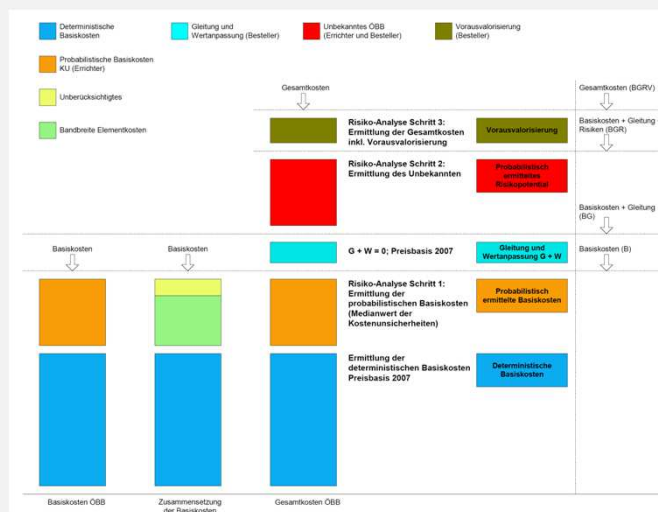 Deterministische
Basiskosten
Gleitung und
Wertanpassung (Besteller)
Unbekanntes ÖBB
(Errichter und Besteller)
Vorausvalorisierung
(Besteller)
Probabilistische Basiskosten
KU (Errichter)
Unberücksichtigtes
Bandbreite Elementkosten
Gesamtkosten
Gesamtkosten (BGRV)
Risiko-Analyse Schritt 3:
Ermittlung der Gesamtkosten
inkl. Vorausvalorisierung
Vorausvalorisierung
Basiskosten + Gleitung
Risiken (BGR)
Risiko-Analyse Schritt 2:
Ermittlung des Unbekannten
Probabilistisch
ermitteltes
Risikopotential
Basiskosten + Gleitung
(BG)
Basiskosten
Basiskosten
G + W = 0; Preisbasis 2007
Gleitung und
Wertanpassung G + W
Basiskosten (B)
Risiko-Analyse Schritt 1:
Ermittlung der
probabilistischen Basiskosten
(Medianwert der
Kostenunsicherheiten)
Probabilistisch
ermittelte Basiskosten
Ermittlung der
deterministischen Basiskosten
Preisbasis 2007
Deterministische
Basiskosten
Basiskosten ÖBB
Zusammensetzung
der Basiskosten
Gesamtkosten ÖBB